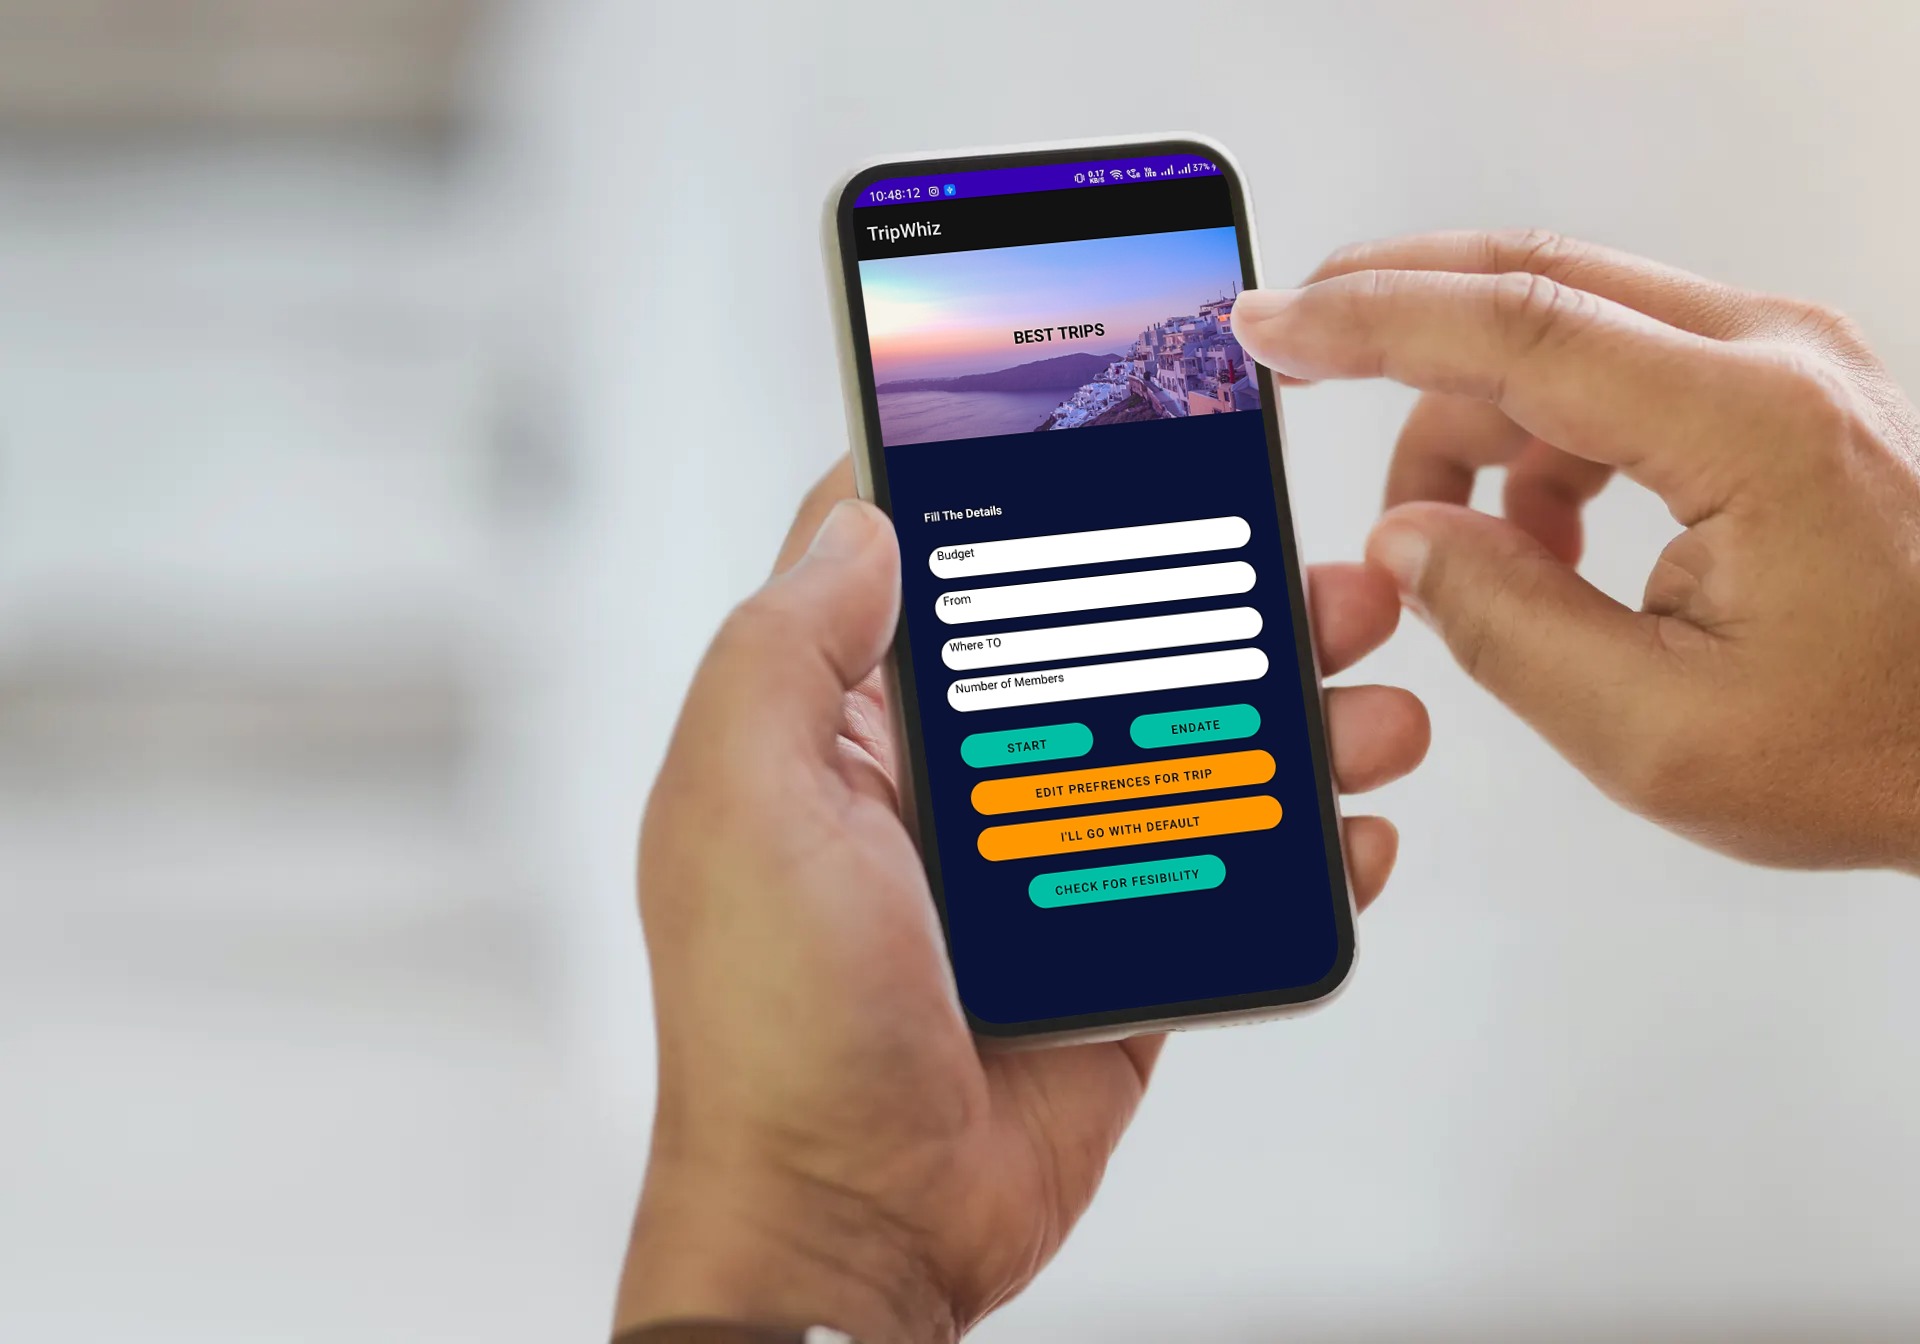 10:48:12 0.17 KB/S 37%
TripWhiz
BEST TRIPS
Fill The Details
Budget
From
Where TO
Number of Members
START ENDATE
EDIT PREFRENCES FOR TRIP
I'LL GO WITH DEFAULT
CHECK FOR FESIBILITY